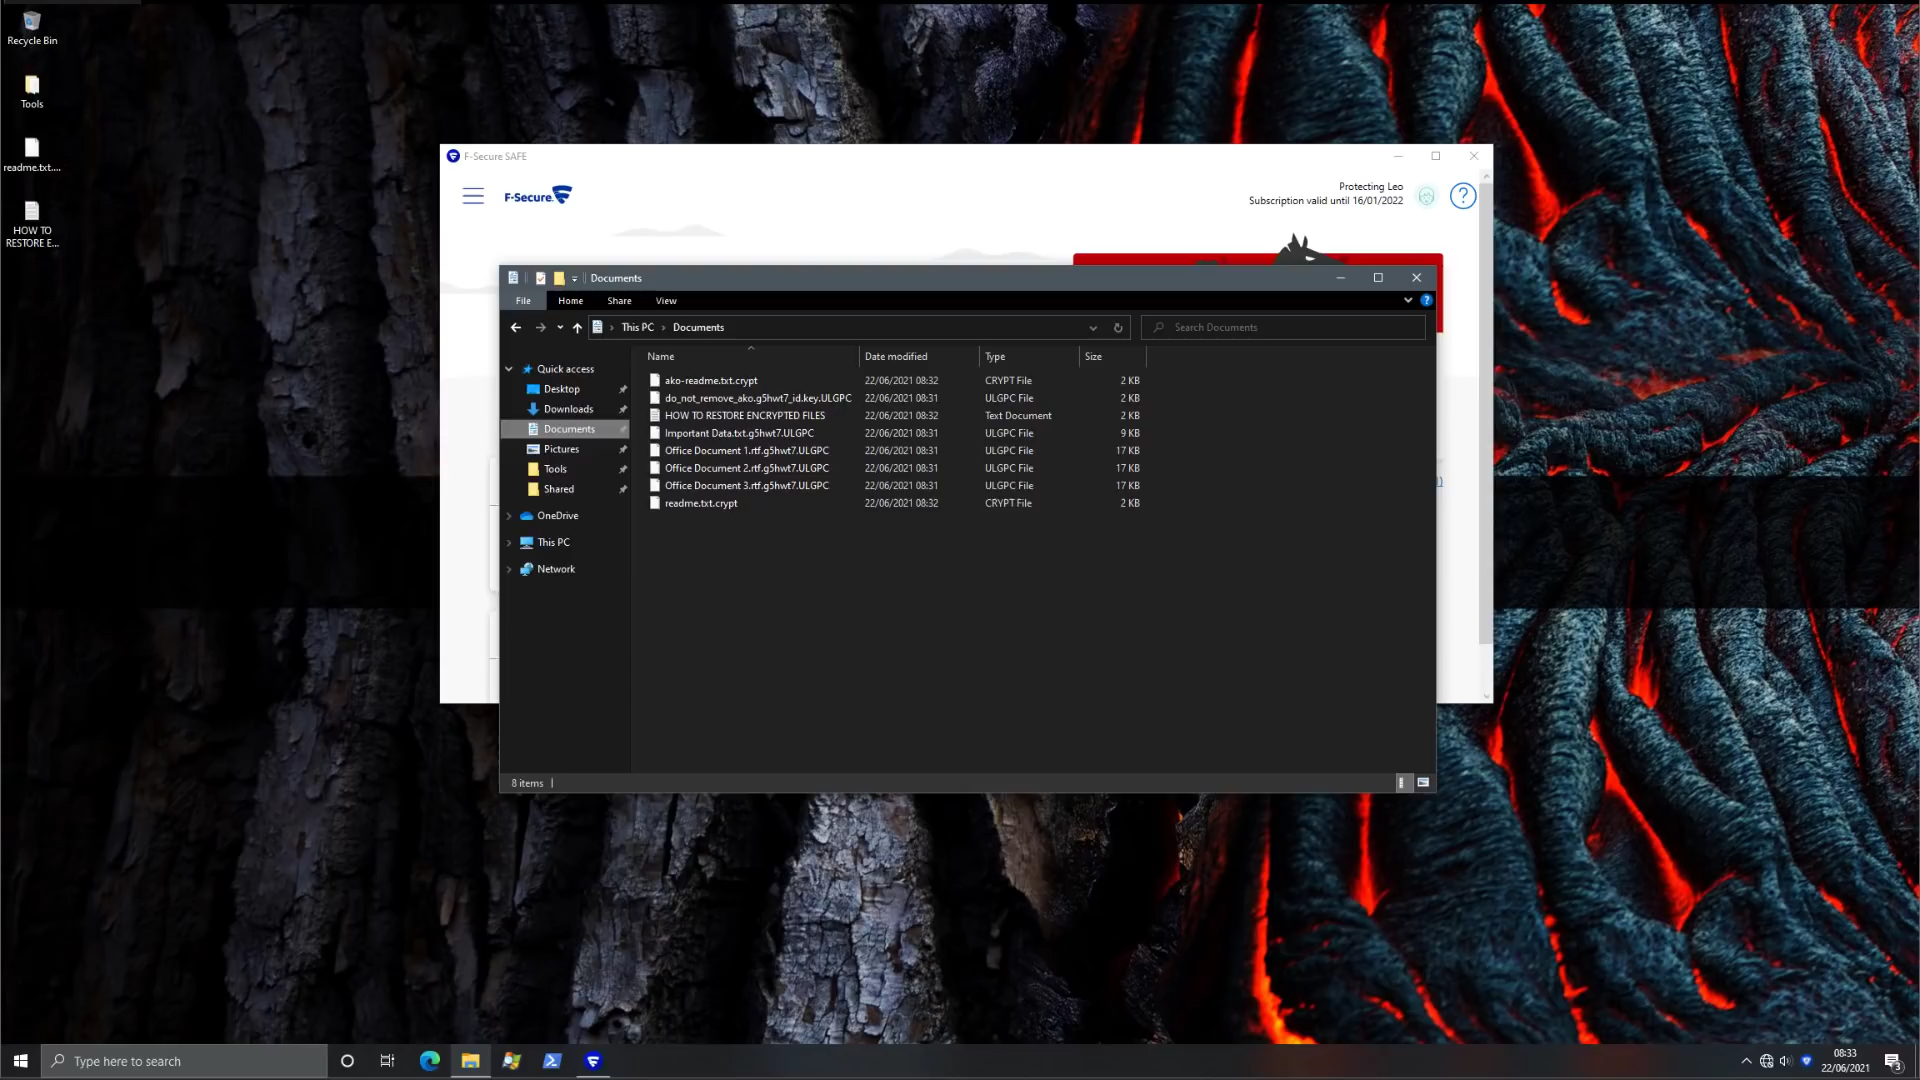 Recycle Bin
Tools
readme.txt....
HOW TO
RESTORE E...
F-Secure SAFE
F-Secure.
Protecting Leo
Subscription valid until 16/01/2022
?
Documents
File Home Share View
?
This PC > Documents
Search Documents
Name Date modified Type Size
Quick access
Desktop
Downloads
Documents
Pictures
Tools
Shared
OneDrive
This PC
Network
ako-readme.txt.crypt 22/06/2021 08:32 CRYPT File 2 KB
do_not_remove_ako.g5hwt7_id.key.ULGPC 22/06/2021 08:31 ULGPC File 2 KB
HOW TO RESTORE ENCRYPTED FILES 22/06/2021 08:32 Text Document 2 KB
Important Data.txt.g5hwt7.ULGPC 22/06/2021 08:31 ULGPC File 9 KB
Office Document 1.rtf.g5hwt7.ULGPC 22/06/2021 08:31 ULGPC File 17 KB
Office Document 2.rtf.g5hwt7.ULGPC 22/06/2021 08:31 ULGPC File 17 KB
Office Document 3.rtf.g5hwt7.ULGPC 22/06/2021 08:31 ULGPC File 17 KB
readme.txt.crypt 22/06/2021 08:32 CRYPT File 2 KB
8 items
Type here to search
08:33
22/06/2021
3